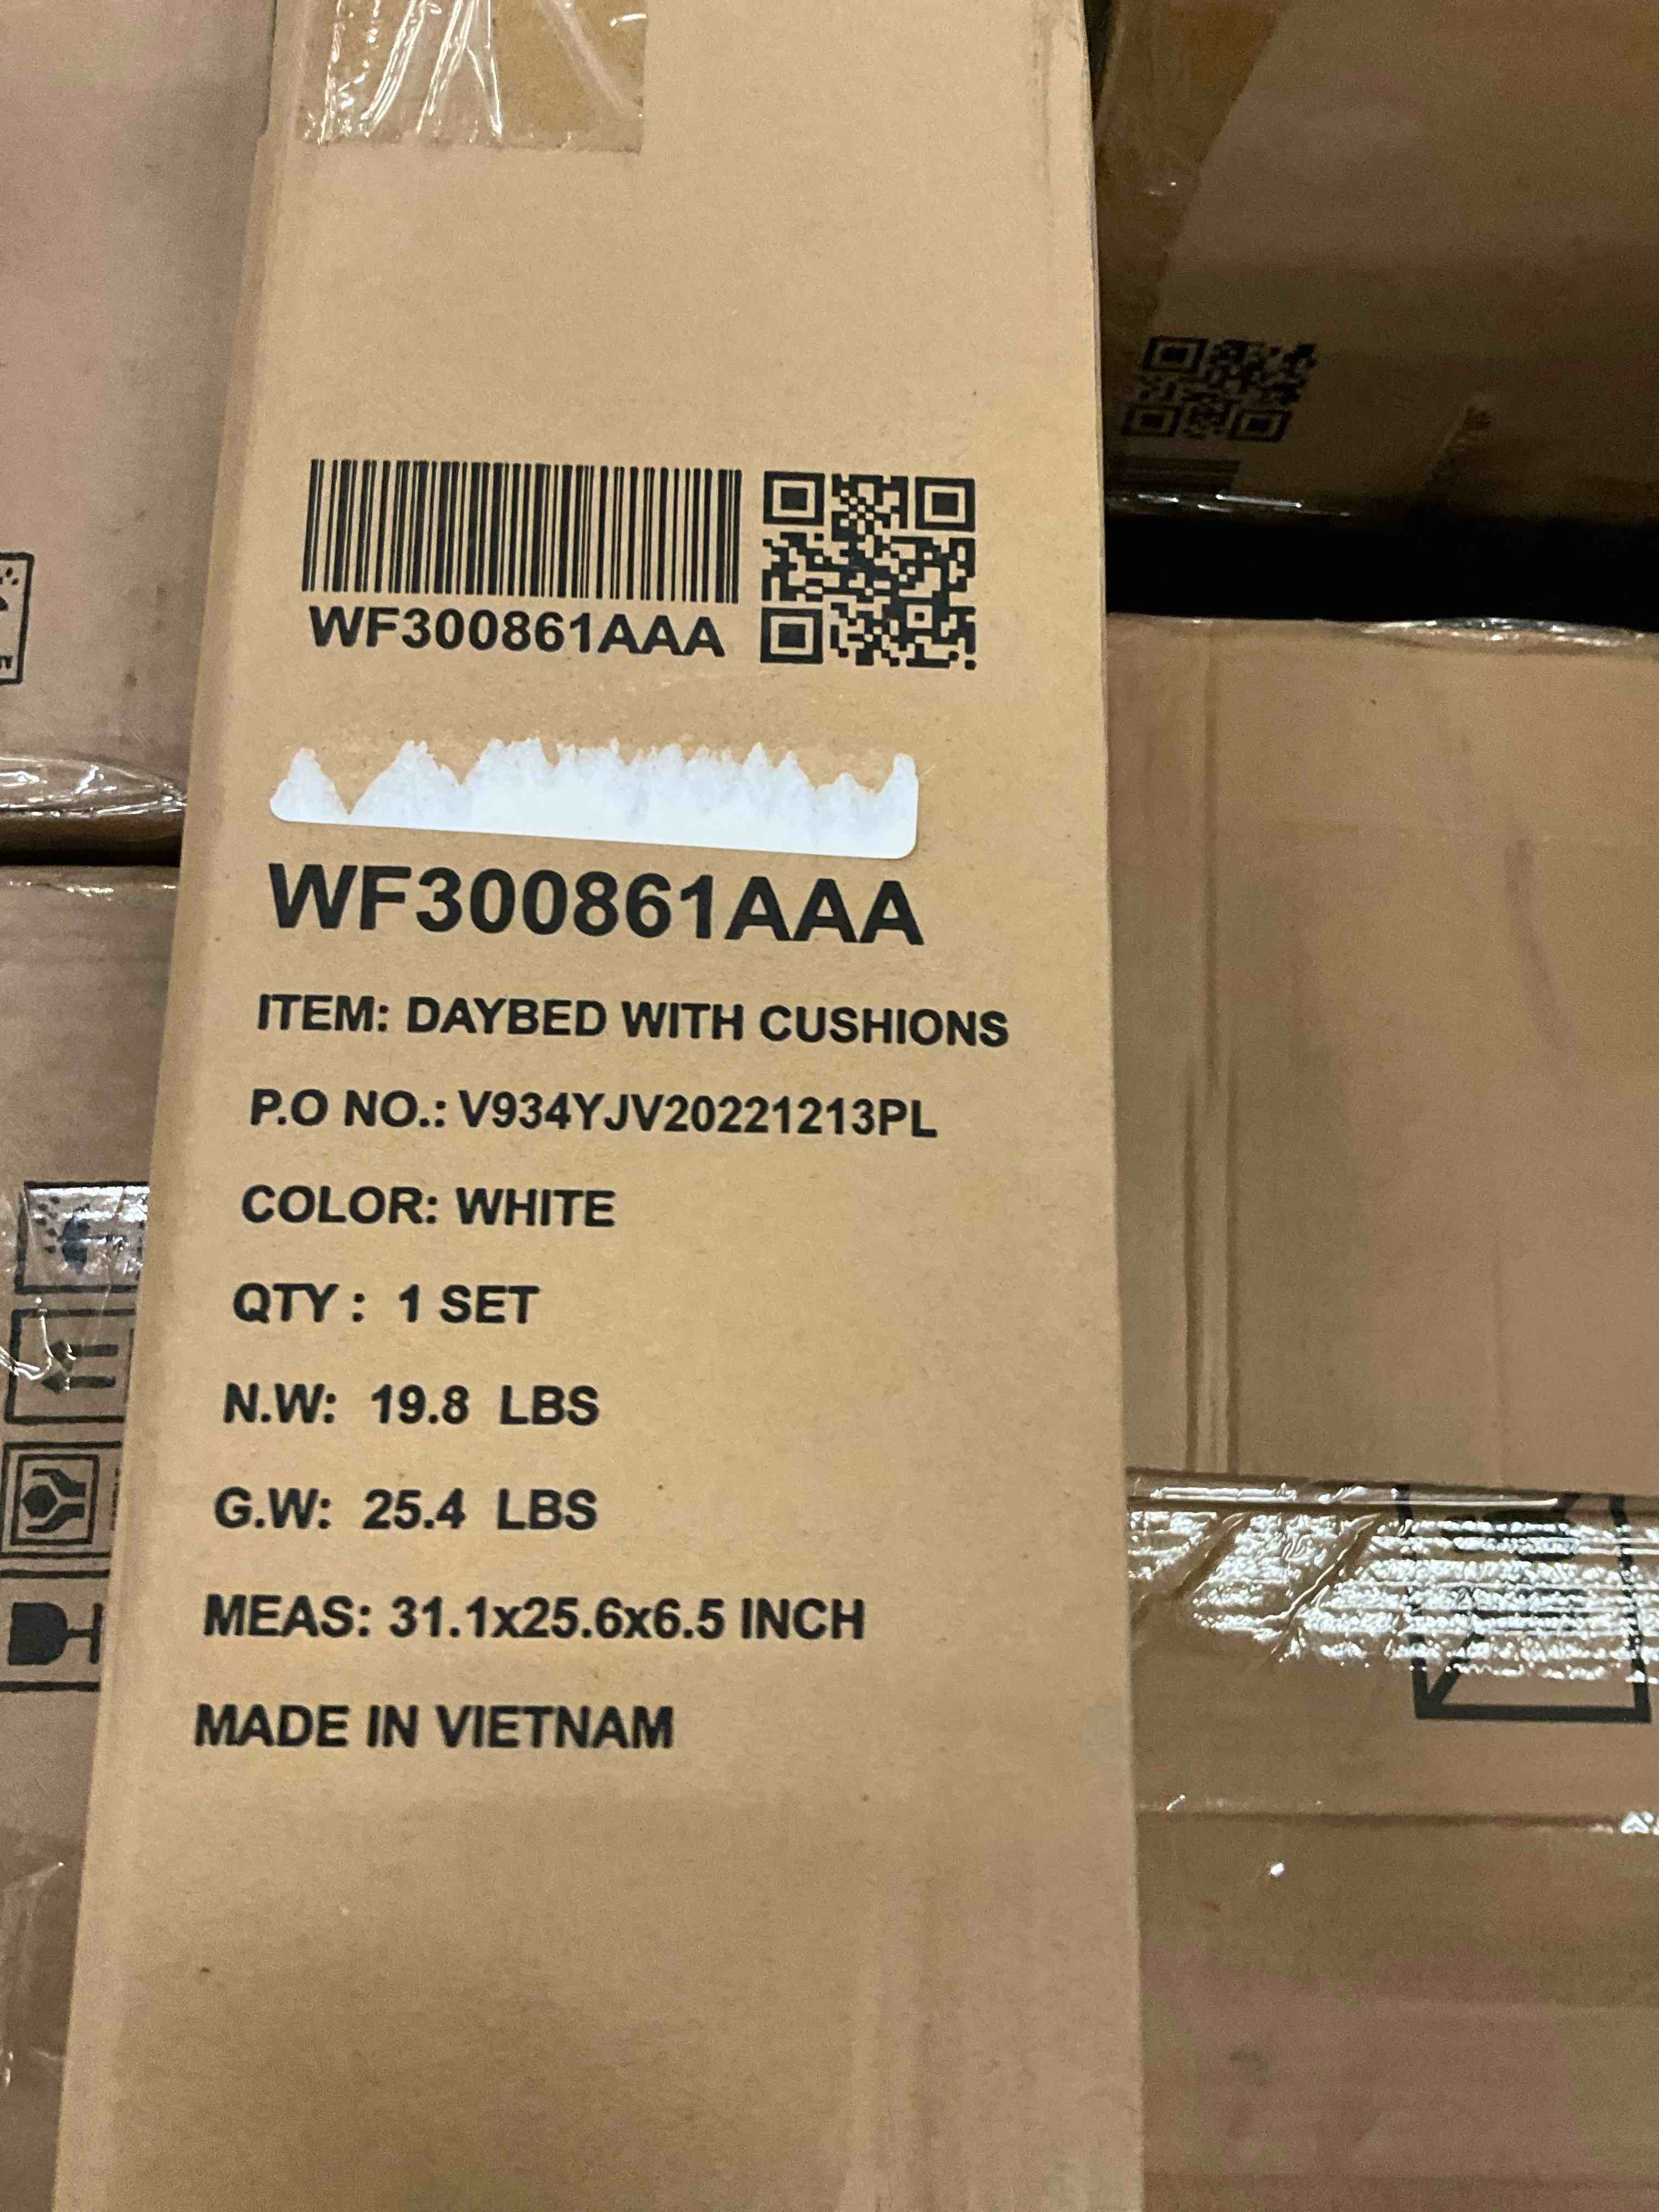 WF300861AAA
WF300861AAA
ITEM: DAYBED WITH CUSHIONS
P.O NO.: V934YJV20221213PL
COLOR: WHITE
QTY : 1 SET
N.W: 19.8 LBS
G.W: 25.4 LBS
MEAS: 31.1x25.6x6.5 INCH
MADE IN VIETNAM